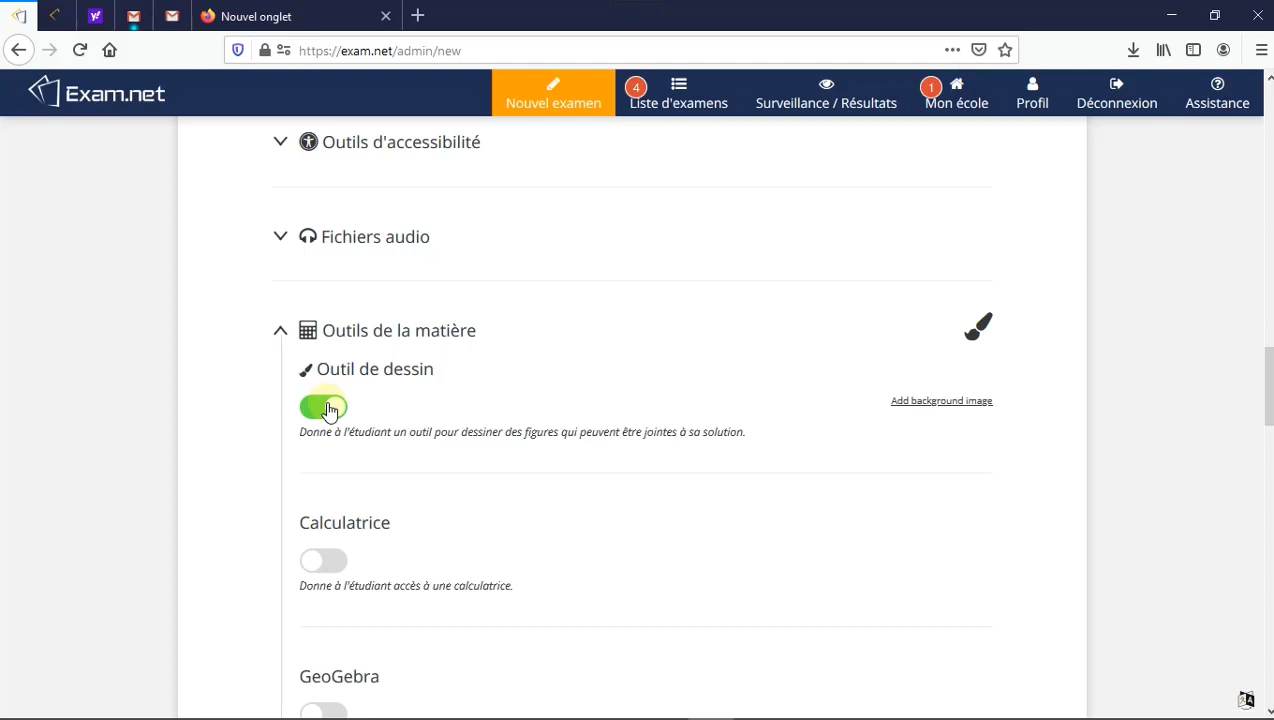 Nouvel onglet
https://exam.net/admin/new
Exam.net
Nouvel examen
4
Liste d'examens
Surveillance / Résultats
1
Mon école
Profil
Déconnexion
Assistance
Outils d'accessibilité
Fichiers audio
Outils de la matière
Outil de dessin
Add background image
Donne à l'étudiant un outil pour dessiner des figures qui peuvent être jointes à sa solution.
Calculatrice
Donne à l'étudiant accès à une calculatrice.
GeoGebra